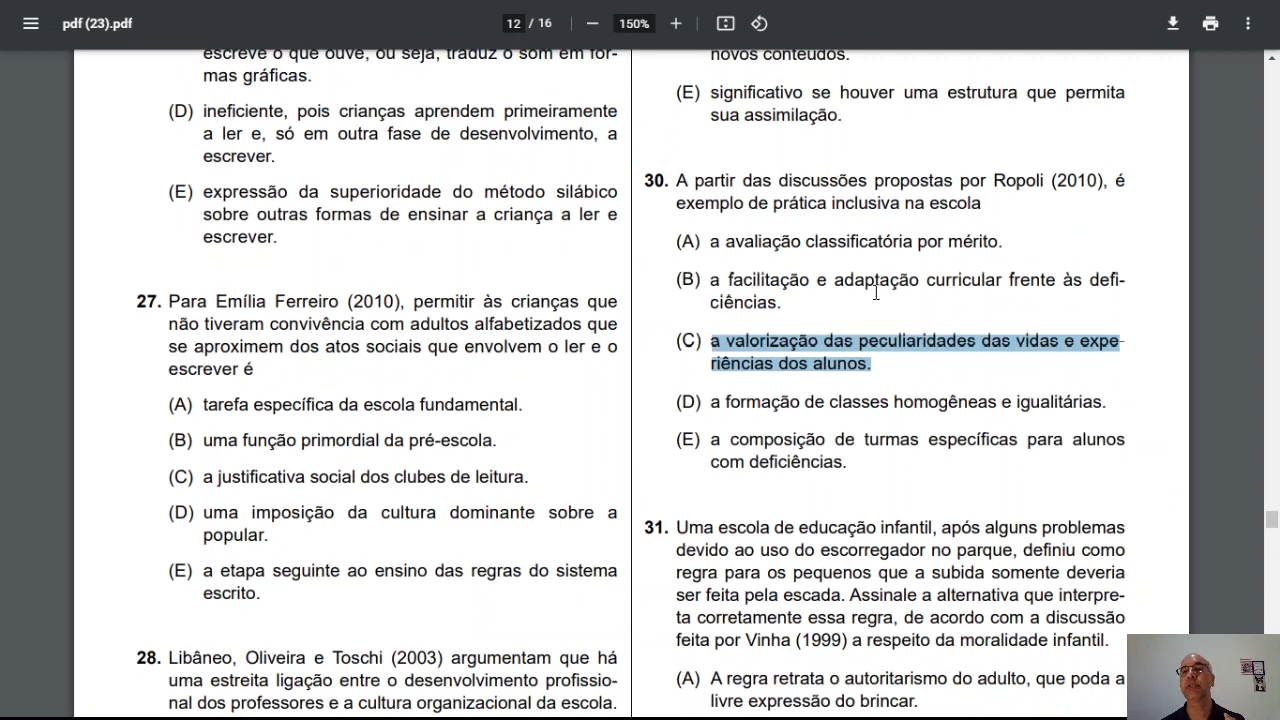 pdf (23).pdf
12 / 16
150%
escreve o que ouve, ou seja, traduz o som em for-
mas gráficas.
(D) ineficiente, pois crianças aprendem primeiramente
a ler e, só em outra fase de desenvolvimento, a
escrever.
(E) expressão da superioridade do método silábico
sobre outras formas de ensinar a criança a ler e
escrever.
27. Para Emília Ferreiro (2010), permitir às crianças que
não tiveram convivência com adultos alfabetizados que
se aproximem dos atos sociais que envolvem o ler e o
escrever é
(A) tarefa específica da escola fundamental.
(B) uma função primordial da pré-escola.
(C) a justificativa social dos clubes de leitura.
(D) uma imposição da cultura dominante sobre a
popular.
(E) a etapa seguinte ao ensino das regras do sistema
escrito.
28. Libâneo, Oliveira e Toschi (2003) argumentam que há
uma estreita ligação entre o desenvolvimento profissio-
nal dos professores e a cultura organizacional da escola.
novos conteúdos.
(E) significativo se houver uma estrutura que permita
sua assimilação.
30. A partir das discussões propostas por Ropoli (2010), é
exemplo de prática inclusiva na escola
(A) a avaliação classificatória por mérito.
(B) a facilitação e adaptação curricular frente às defi-
ciências.
(C) a valorização das peculiaridades das vidas e expe-
riências dos alunos.
(D) a formação de classes homogêneas e igualitárias.
(E) a composição de turmas específicas para alunos
com deficiências.
31. Uma escola de educação infantil, após alguns problemas
devido ao uso do escorregador no parque, definiu como
regra para os pequenos que a subida somente deveria
ser feita pela escada. Assinale a alternativa que interpre-
ta corretamente essa regra, de acordo com a discussão
feita por Vinha (1999) a respeito da moralidade infantil.
(A) A regra retrata o autoritarismo do adulto, que poda a
livre expressão do brincar.